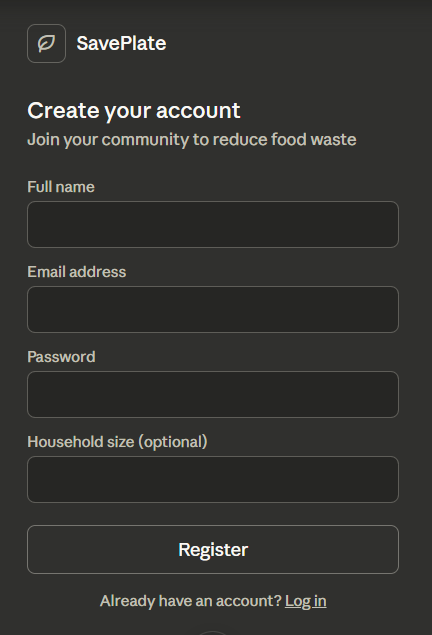 SavePlate
Create your account
Join your community to reduce food waste
Full name
Email address
Password
Household size (optional)
Register
Already have an account? Log in